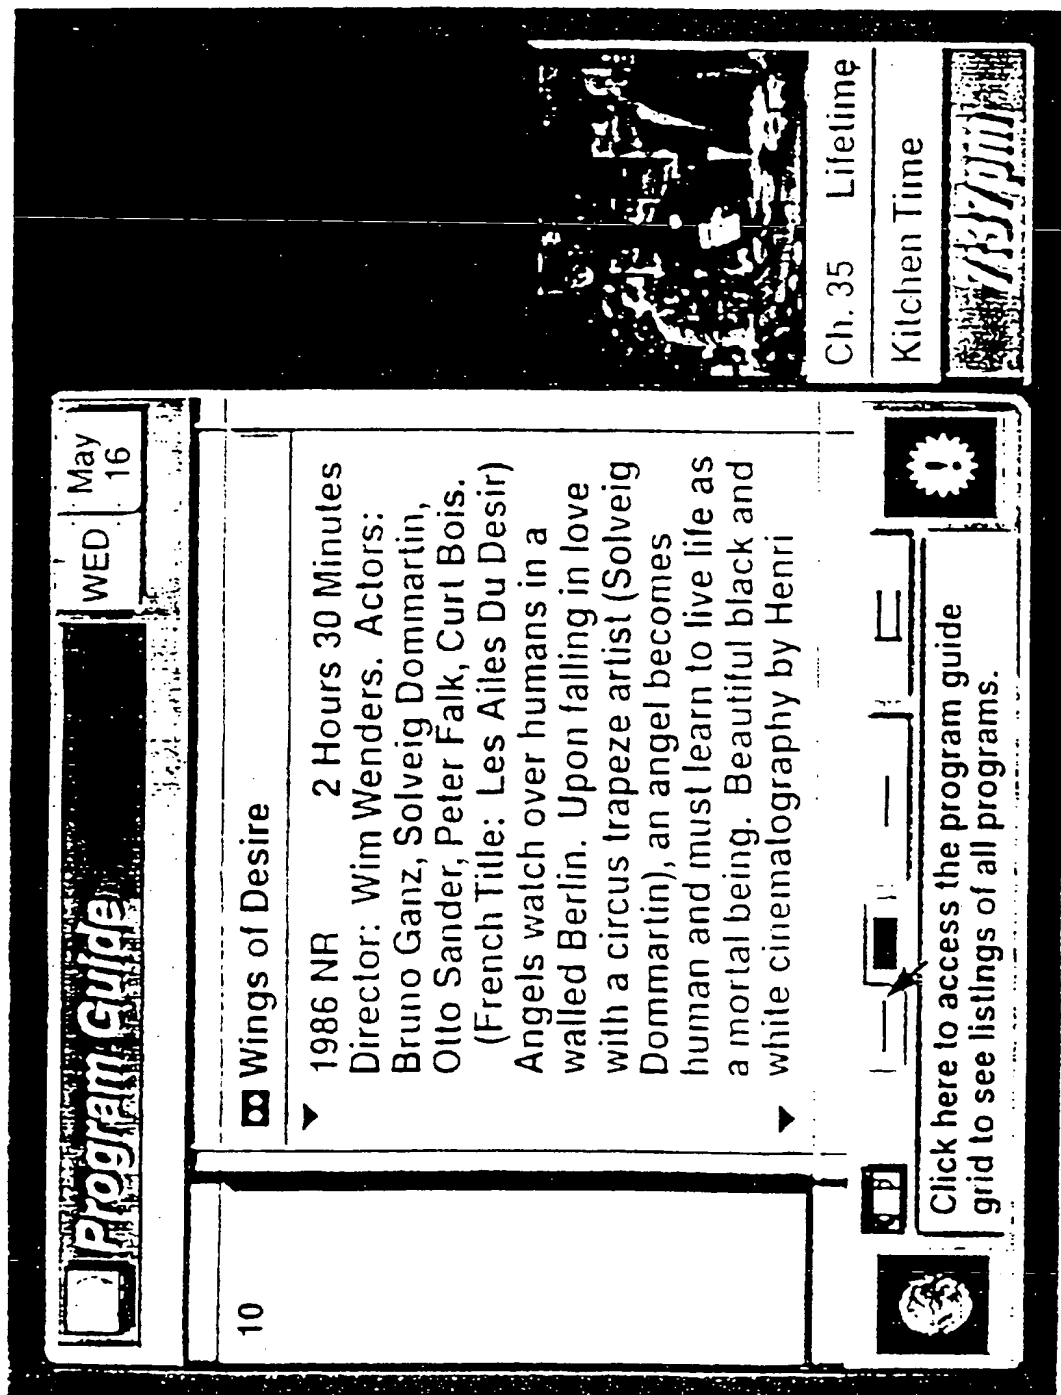 Program Guide
WED
May
16
10
Wings of Desire
1986 NR 2 Hours 30 Minutes
Director: Wim Wenders. Actors:
Bruno Ganz, Solveig Dommartin,
Otto Sander, Peter Falk, Curt Bois.
(French Title: Les Ailes Du Desir)
Angels watch over humans in a
walled Berlin. Upon falling in love
with a circus trapeze artist (Solveig
Dommartin), an angel becomes
human and must learn to live life as
a mortal being. Beautiful black and
white cinematography by Henri
!
Click here to access the program guide
grid to see listings of all programs.
Ch. 35 Lifetime
Kitchen Time
7:37pm